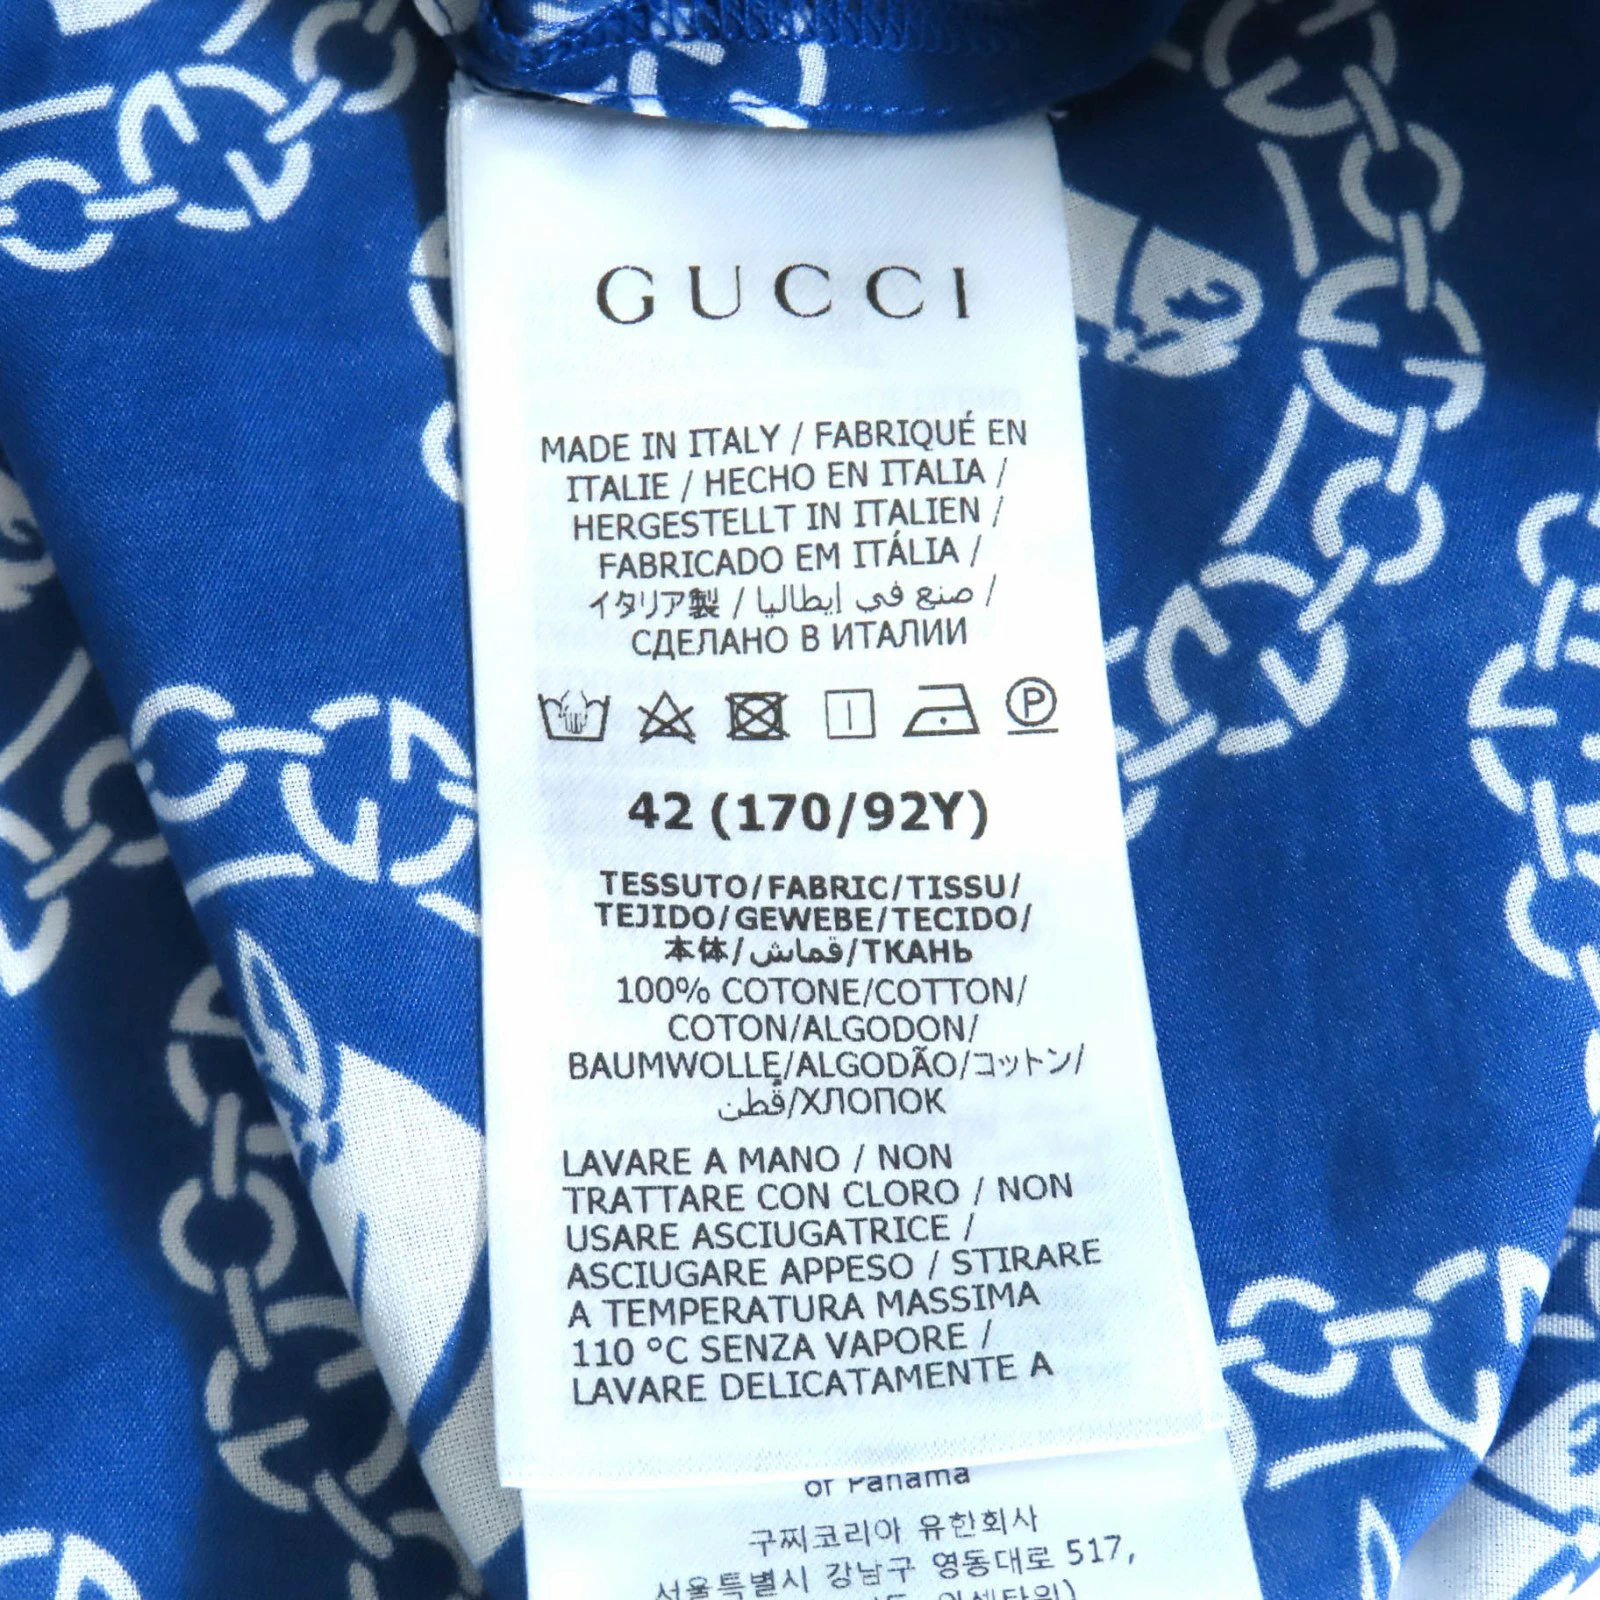 GUCCI
MADE IN ITALY / FABRIQUÉ EN
ITALIE / HECHO EN ITALIA /
HERGESTELLT IN ITALIEN /
FABRICADO EM ITÁLIA /
イタリア製 / صنع في إيطاليا /
СДЕЛАНО В ИТАЛИИ
P
42 (170/92Y)
TESSUTO/FABRIC/TISSU/
TEJIDO/GEWEBE/TECIDO/
本体/قماش/ТКАНЬ
100% COTONE/COTTON/
COTON/ALGODON/
BAUMWOLLE/ALGODÃO/コットン/
قُطن/ХЛОПОК
LAVARE A MANO / NON
TRATTARE CON CLORO / NON
USARE ASCIUGATRICE /
ASCIUGARE APPESO / STIRARE
A TEMPERATURA MASSIMA
110 °C SENZA VAPORE /
LAVARE DELICATAMENTE A
of Panama
구찌코리아 유한회사
서울특별시 강남구 영동대로 517,